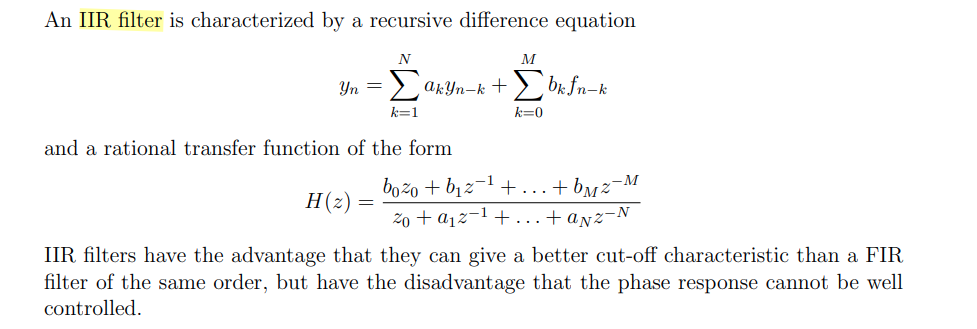 An IIR filter is characterized by a recursive difference equation
y_n = \sum_{k=1}^{N} a_k y_{n-k} + \sum_{k=0}^{M} b_k f_{n-k}
and a rational transfer function of the form
H(z) = \frac{b_0 z_0 + b_1 z^{-1} + \ldots + b_M z^{-M}}{z_0 + a_1 z^{-1} + \ldots + a_N z^{-N}}
IIR filters have the advantage that they can give a better cut-off characteristic than a FIR
filter of the same order, but have the disadvantage that the phase response cannot be well
controlled.